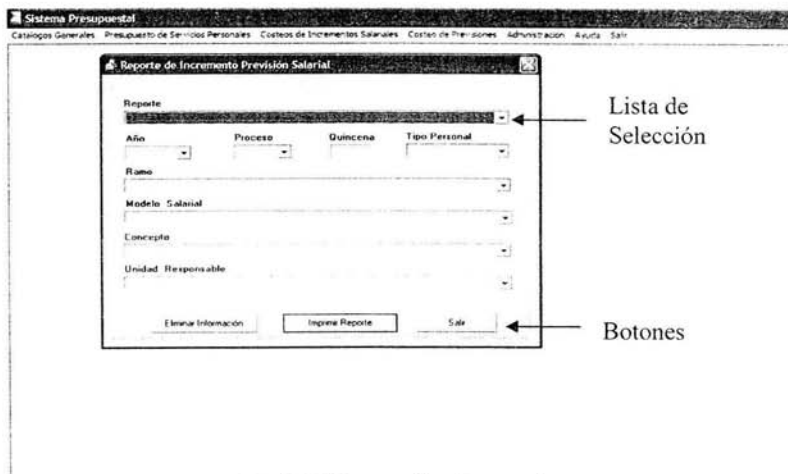 Sistema Presupuestal
Catalogos Generales Presupuesto de Servicios Personales Costeos de Incrementos Salariales Costeo de Previsiones Administracion Ayuda Salir
Reporte de Incremento Previsión Salarial
Reporte
Lista de
Selección
Año Proceso Quincena Tipo Personal
Ramo
Modelo Salarial
Concepto
Unidad Responsable
Eliminar Información Imprime Reporte Salir
Botones